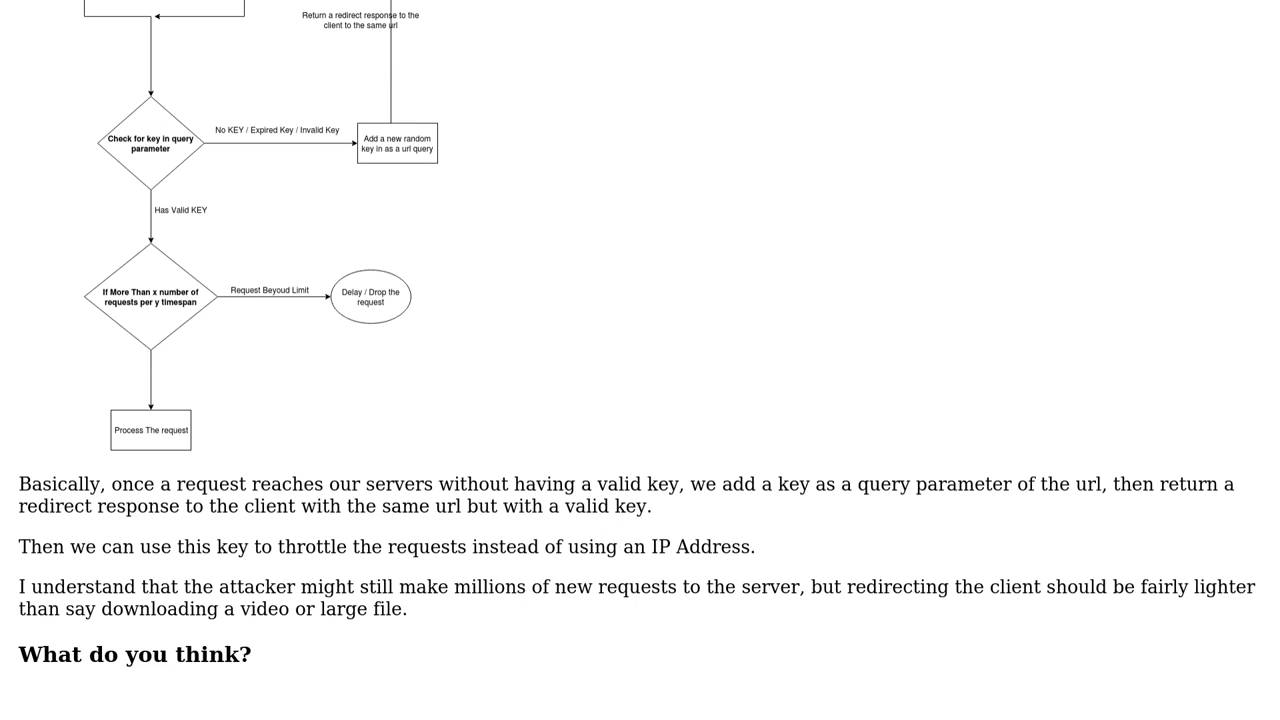 Return a redirect response to the
client to the same url
Check for key in query
parameter
No KEY / Expired Key / Invalid Key
Add a new random
key in as a url query
Has Valid KEY
If More Than x number of
requests per y timespan
Request Beyoud Limit
Delay / Drop the
request
Process The request
Basically, once a request reaches our servers without having a valid key, we add a key as a query parameter of the url, then return a
redirect response to the client with the same url but with a valid key.
Then we can use this key to throttle the requests instead of using an IP Address.
I understand that the attacker might still make millions of new requests to the server, but redirecting the client should be fairly lighter
than say downloading a video or large file.
What do you think?